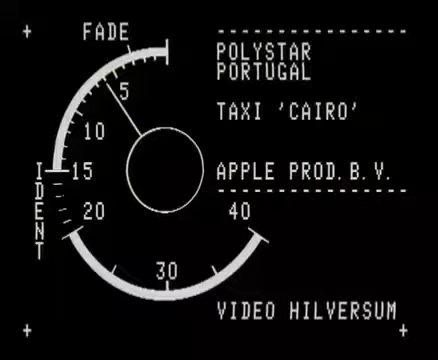 FADE
POLYSTAR
PORTUGAL
TAXI 'CAIRO'
APPLE PROD. B. V.
VIDEO HILVERSUM
5
10
15
20
30
40
IDENT